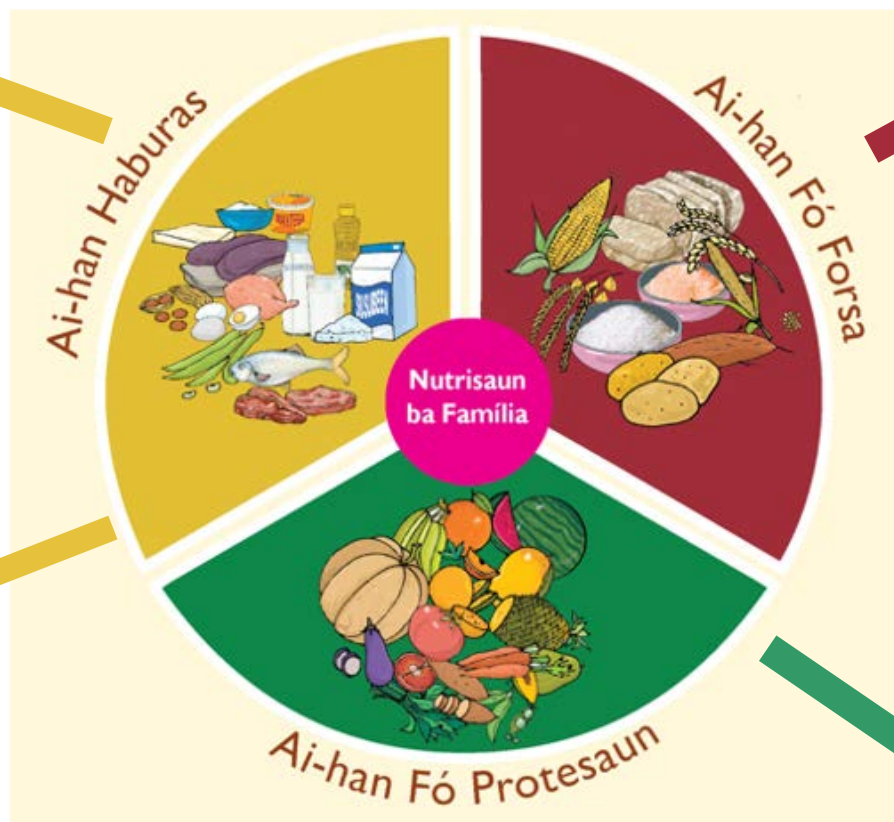 Ai-han Haburas
Ai-han Fó Forsa
Nutrisaun
ba Família
Ai-han Fó Protesaun